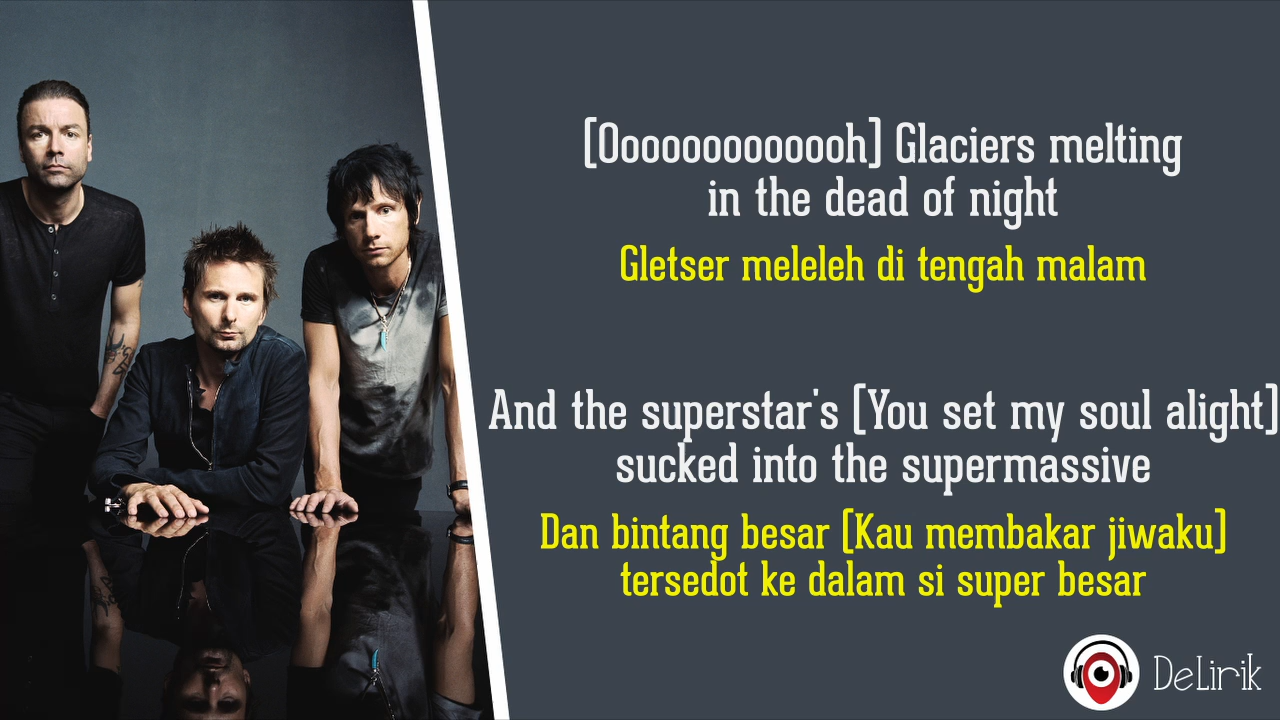 [Oooooooooooooh] Glaciers melting
in the dead of night
Gletser meleleh di tengah malam
And the superstar's [You set my soul alight]
sucked into the supermassive
Dan bintang besar [Kau membakar jiwaku]
tersedot ke dalam si super besar
DeLirik